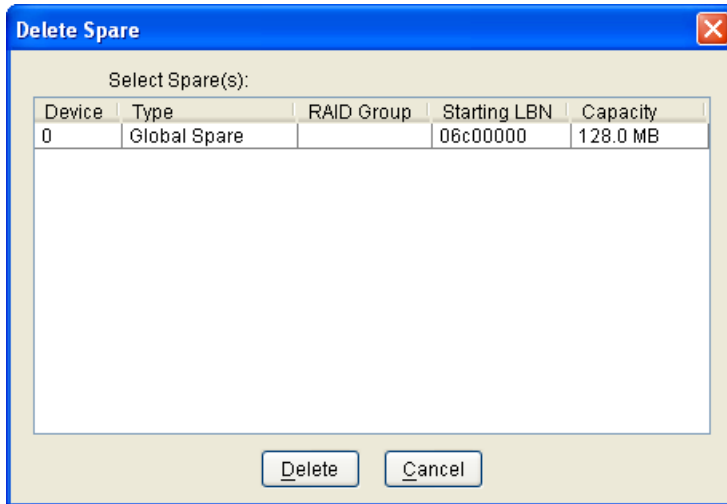 Delete Spare
Select Spare(s):
Device Type RAID Group Starting LBN Capacity
0 Global Spare 06c00000 128.0 MB
Delete Cancel